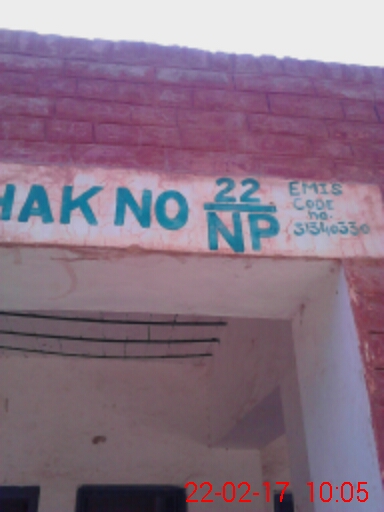 HAK NO 22/NP
EMIS
CODE
no.
31340330
22-02-17 10:05